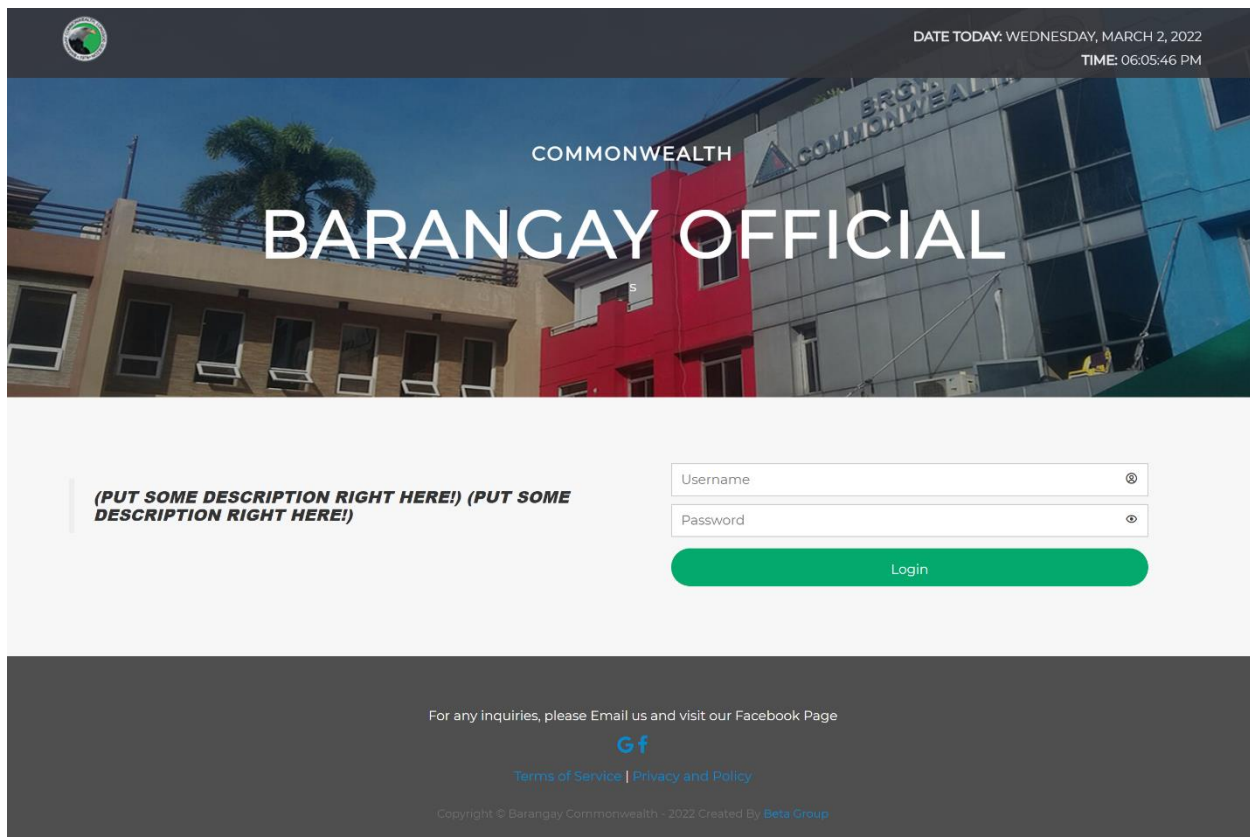 DATE TODAY: WEDNESDAY, MARCH 2, 2022
TIME: 06:05:46 PM
BRGY.
COMMONWEALTH
COMMONWEALTH
BARANGAY OFFICIAL
s
(PUT SOME DESCRIPTION RIGHT HERE!) (PUT SOME
DESCRIPTION RIGHT HERE!)
Username
Password
Login
For any inquiries, please Email us and visit our Facebook Page
G f
Terms of Service | Privacy and Policy
Copyright © Barangay Commonwealth - 2022 Created By Beta Group